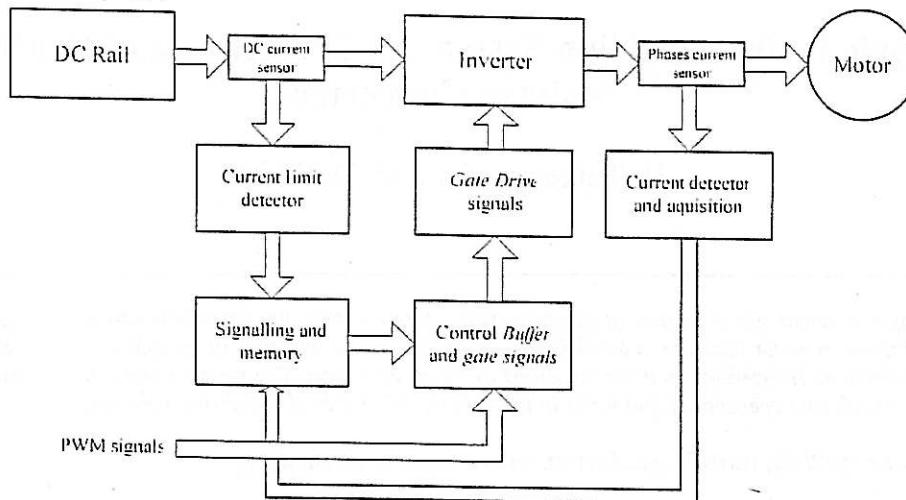 DC Rail
DC current
sensor
Inverter
Phases current
sensor
Motor
Current limit
detector
Gate Drive
signals
Current detector
and aquisition
Signalling and
memory
Control Buffer
and gate signals
PWM signals